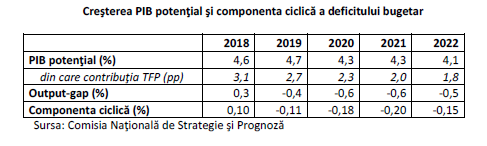 Creşterea PIB potenţial şi componenta ciclică a deficitului bugetar
2018 2019 2020 2021 2022
PIB potenţial (%) 4,6 4,7 4,3 4,3 4,1
din care contribuţia TFP (pp) 3,1 2,7 2,3 2,0 1,8
Output-gap (%) 0,3 -0,4 -0,6 -0,6 -0,5
Componenta ciclică (%) 0,10 -0,11 -0,18 -0,20 -0,15
Sursa: Comisia Naţională de Strategie şi Prognoză